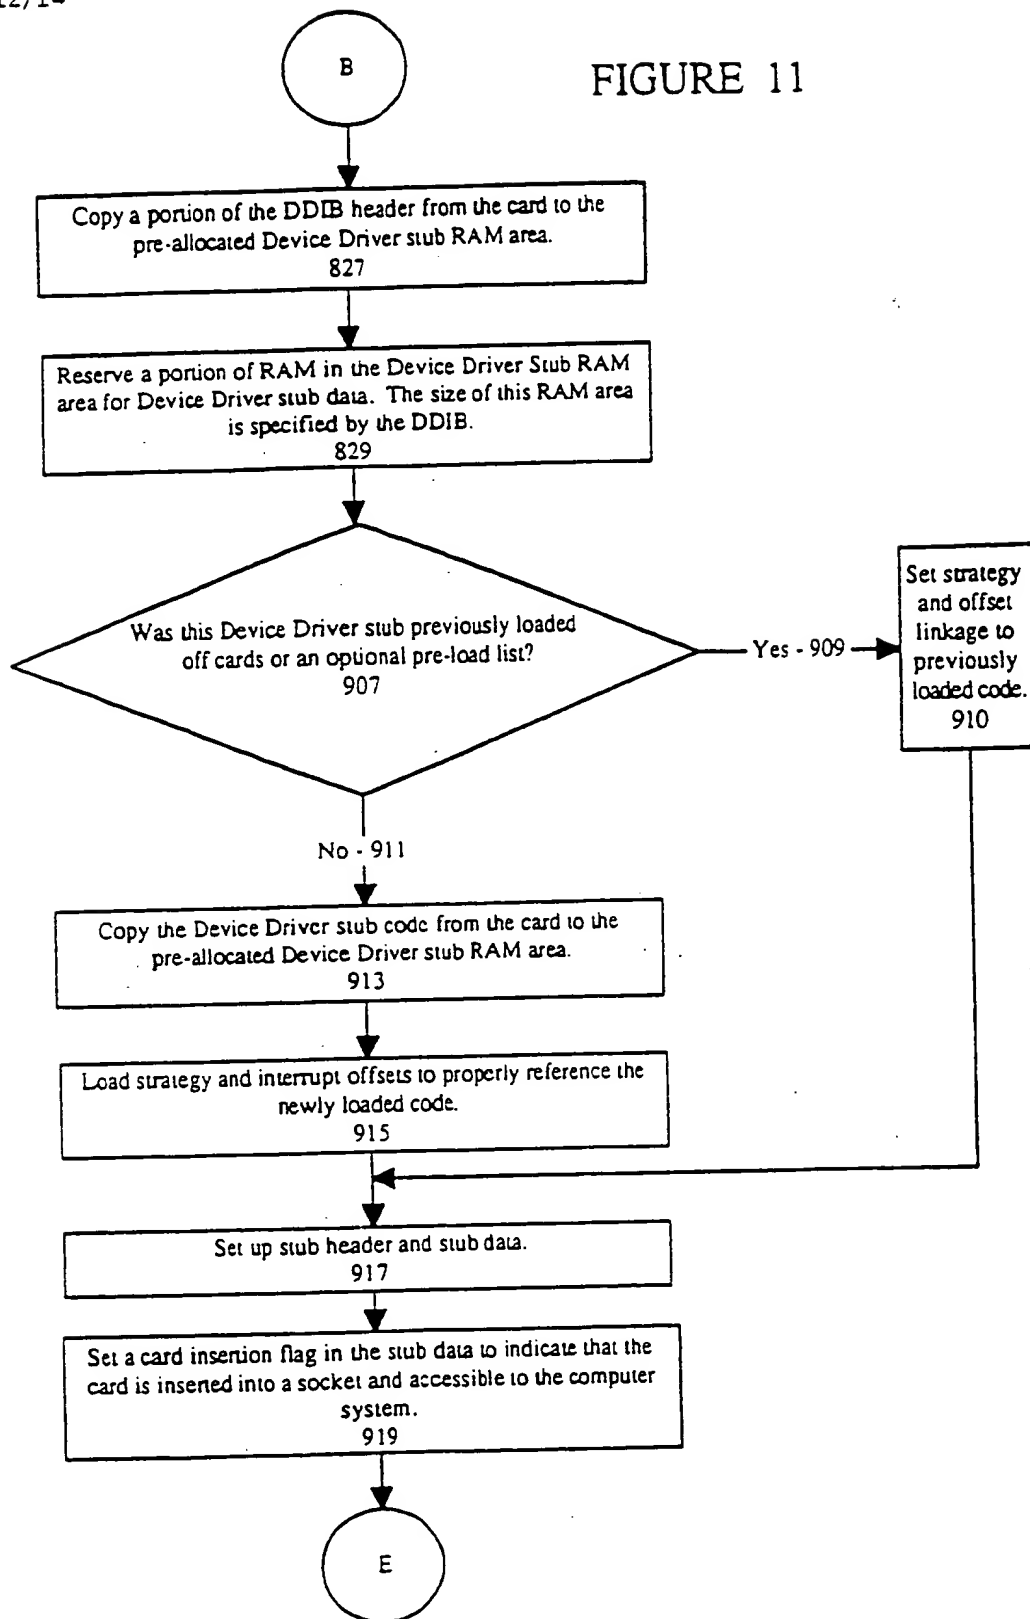 12/14
B
FIGURE 11
Copy a portion of the DDIB header from the card to the
pre-allocated Device Driver stub RAM area.
827
Reserve a portion of RAM in the Device Driver Stub RAM
area for Device Driver stub data. The size of this RAM area
is specified by the DDIB.
829
Was this Device Driver stub previously loaded
off cards or an optional pre-load list?
907
Yes - 909
Set strategy
and offset
linkage to
previously
loaded code.
910
No - 911
Copy the Device Driver stub code from the card to the
pre-allocated Device Driver stub RAM area.
913
Load strategy and interrupt offsets to properly reference the
newly loaded code.
915
Set up stub header and stub data.
917
Set a card insertion flag in the stub data to indicate that the
card is inserted into a socket and accessible to the computer
system.
919
E